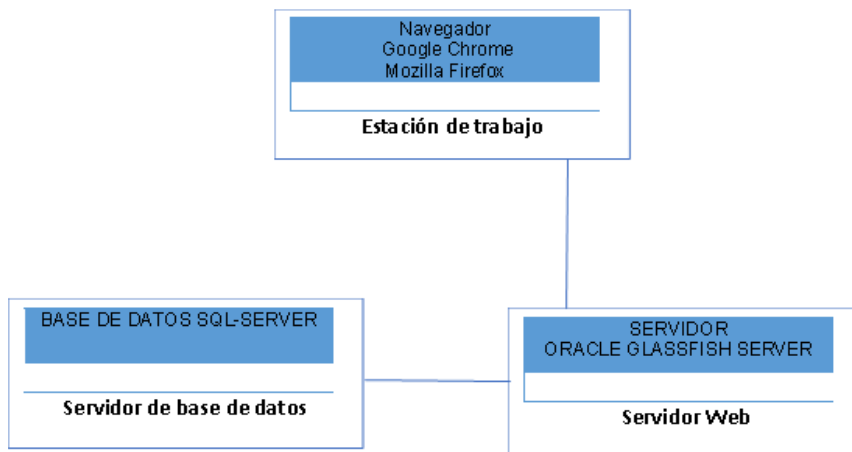 Navegador
Google Chrome
Mozilla Firefox
Estación de trabajo
BASE DE DATOS SQL-SERVER
Servidor de base de datos
SERVIDOR
ORACLE GLASSFISH SERVER
Servidor Web